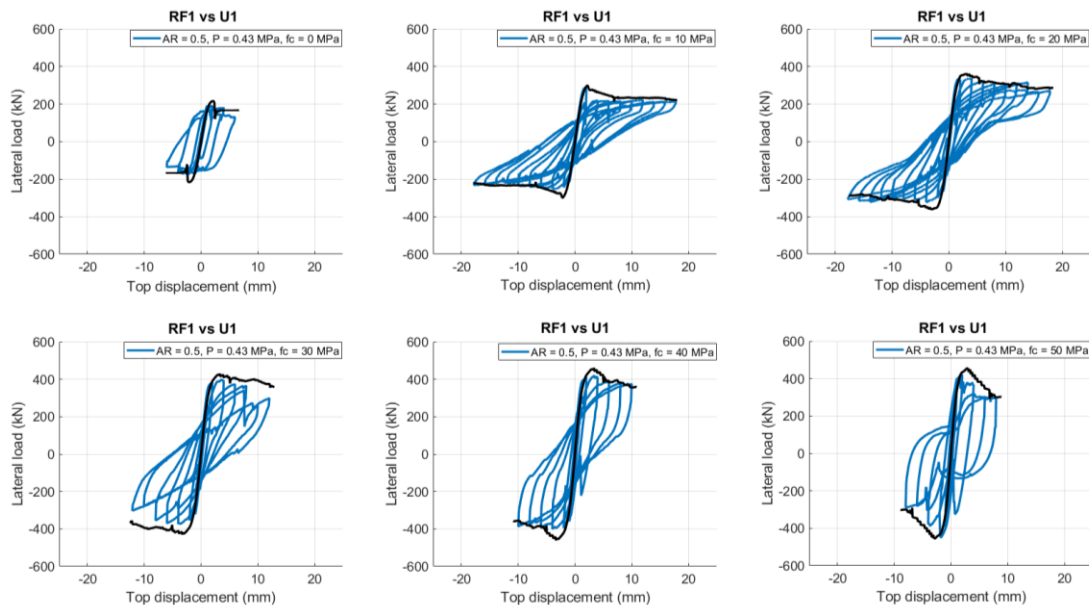 RF1 vs U1
AR = 0.5, P = 0.43 MPa, fc = 0 MPa
Lateral load (kN)
600
400
200
0
-200
-400
-600
-20 -10 0 10 20
Top displacement (mm)
RF1 vs U1
AR = 0.5, P = 0.43 MPa, fc = 10 MPa
Lateral load (kN)
600
400
200
0
-200
-400
-600
-20 -10 0 10 20
Top displacement (mm)
RF1 vs U1
AR = 0.5, P = 0.43 MPa, fc = 20 MPa
Lateral load (kN)
600
400
200
0
-200
-400
-600
-20 -10 0 10 20
Top displacement (mm)
RF1 vs U1
AR = 0.5, P = 0.43 MPa, fc = 30 MPa
Lateral load (kN)
600
400
200
0
-200
-400
-600
-20 -10 0 10 20
Top displacement (mm)
RF1 vs U1
AR = 0.5, P = 0.43 MPa, fc = 40 MPa
Lateral load (kN)
600
400
200
0
-200
-400
-600
-20 -10 0 10 20
Top displacement (mm)
RF1 vs U1
AR = 0.5, P = 0.43 MPa, fc = 50 MPa
Lateral load (kN)
600
400
200
0
-200
-400
-600
-20 -10 0 10 20
Top displacement (mm)